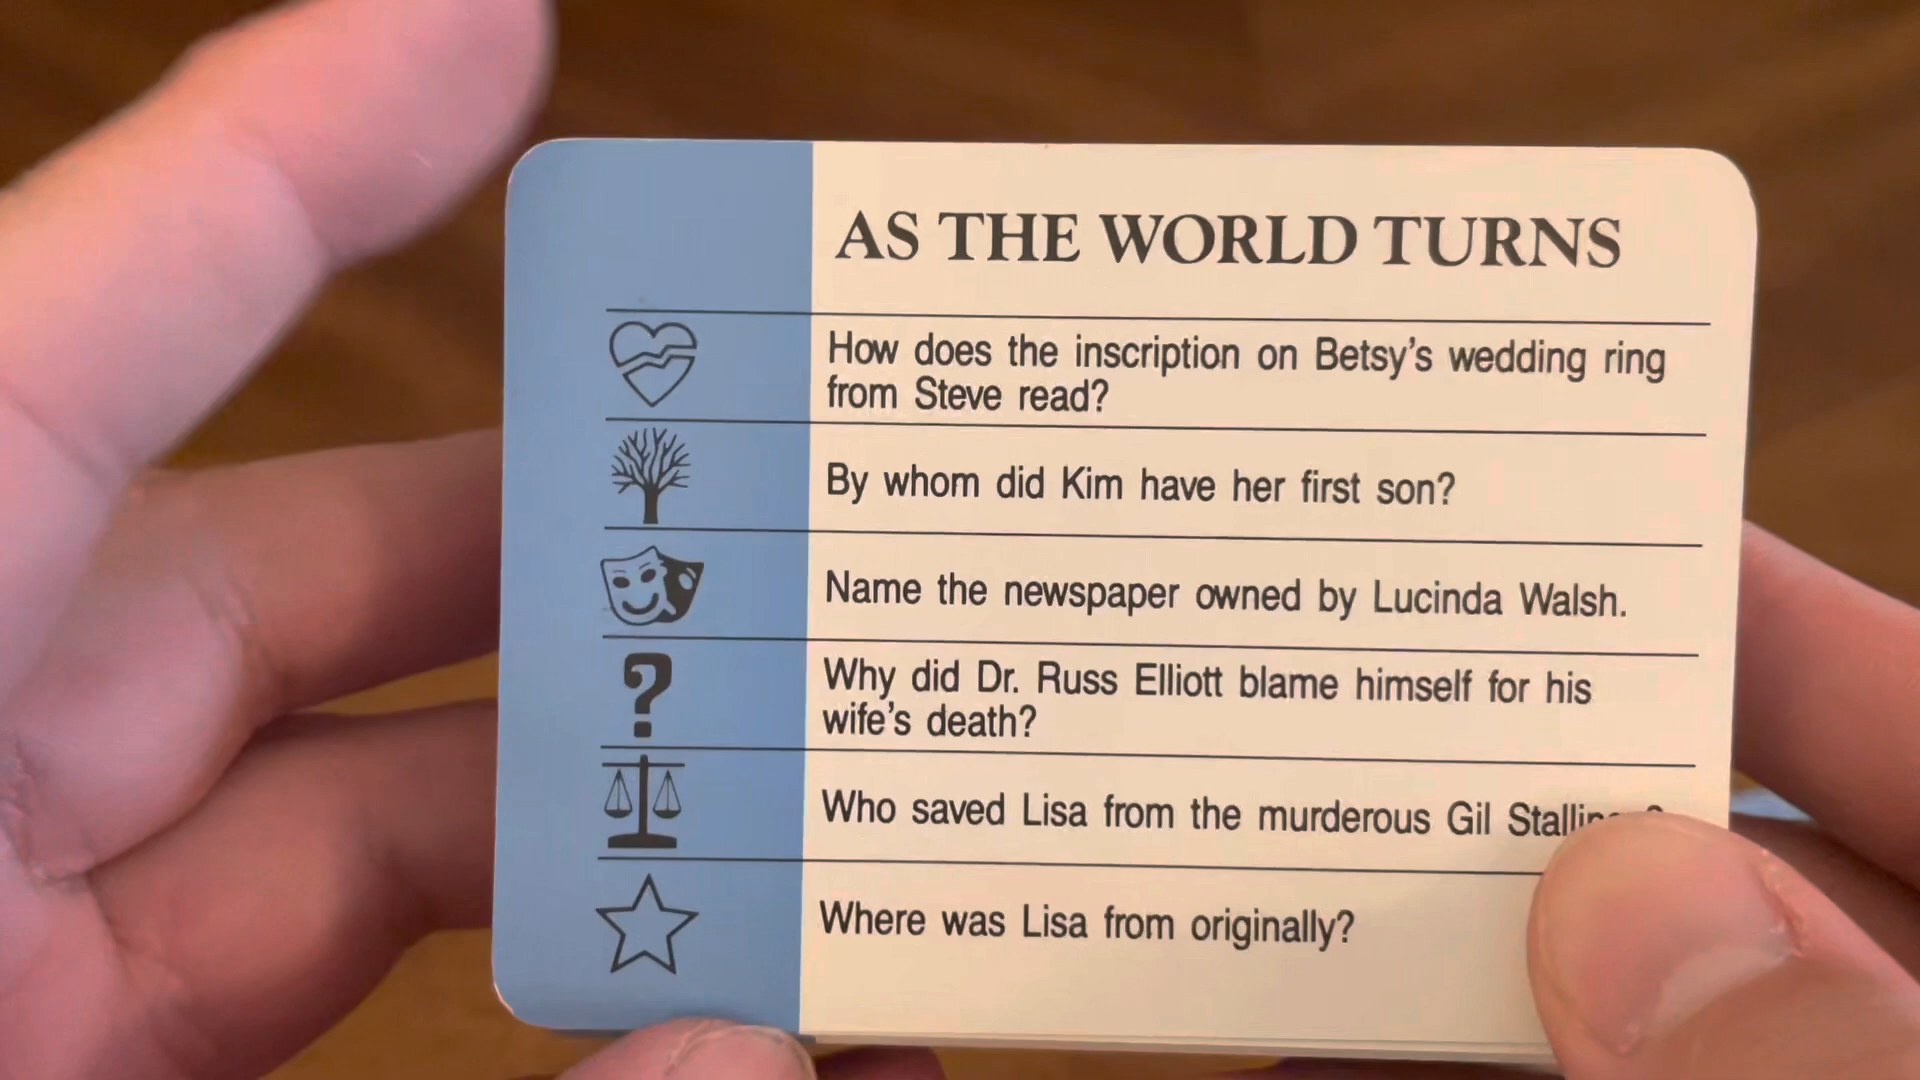 AS THE WORLD TURNS
How does the inscription on Betsy's wedding ring
from Steve read?
By whom did Kim have her first son?
Name the newspaper owned by Lucinda Walsh.
? Why did Dr. Russ Elliott blame himself for his
wife's death?
Who saved Lisa from the murderous Gil
Where was Lisa from originally?